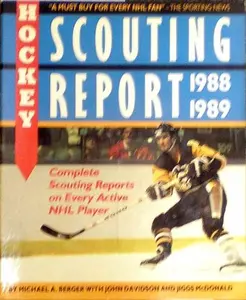 "A MUST BUY FOR EVERY NHL FAN" - THE SPORTING NEWS
HOCKEY
SCOUTING
REPORT
1988
1989
Complete
Scouting Reports
on Every Active
NHL Player
BY MICHAEL A. BERGER WITH JOHN DAVIDSON AND JIGGS McDONALD